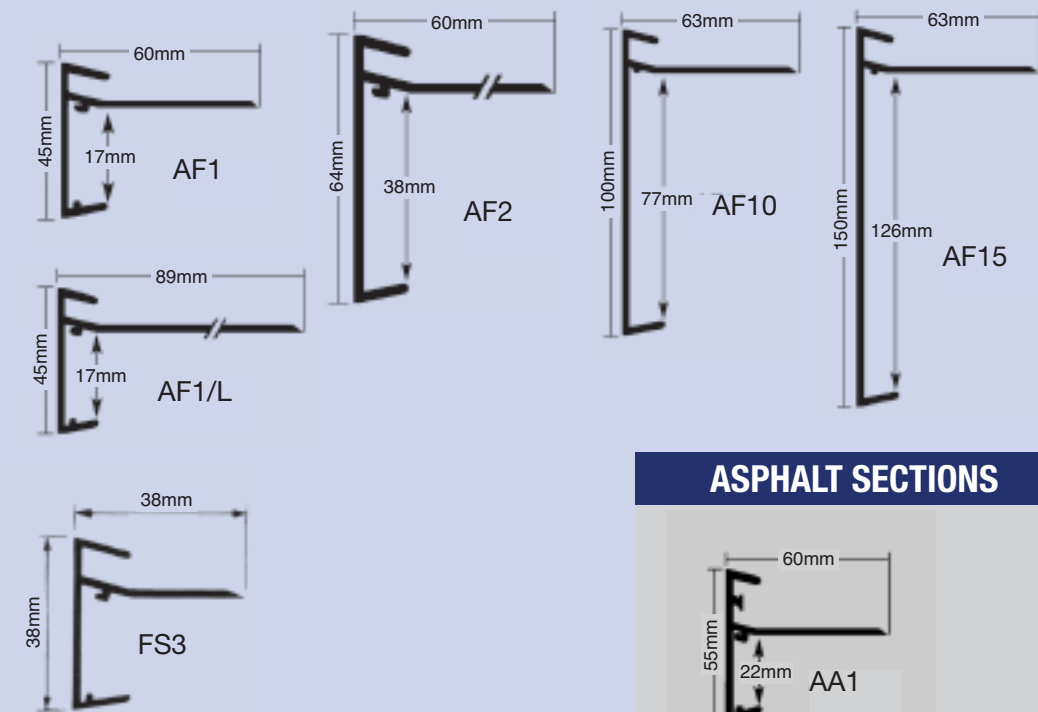 60mm
45mm
17mm
AF1
60mm
64mm
38mm
AF2
63mm
100mm
77mm
AF10
63mm
150mm
126mm
AF15
89mm
45mm
17mm
AF1/L
38mm
38mm
FS3
ASPHALT SECTIONS
60mm
55mm
22mm
AA1